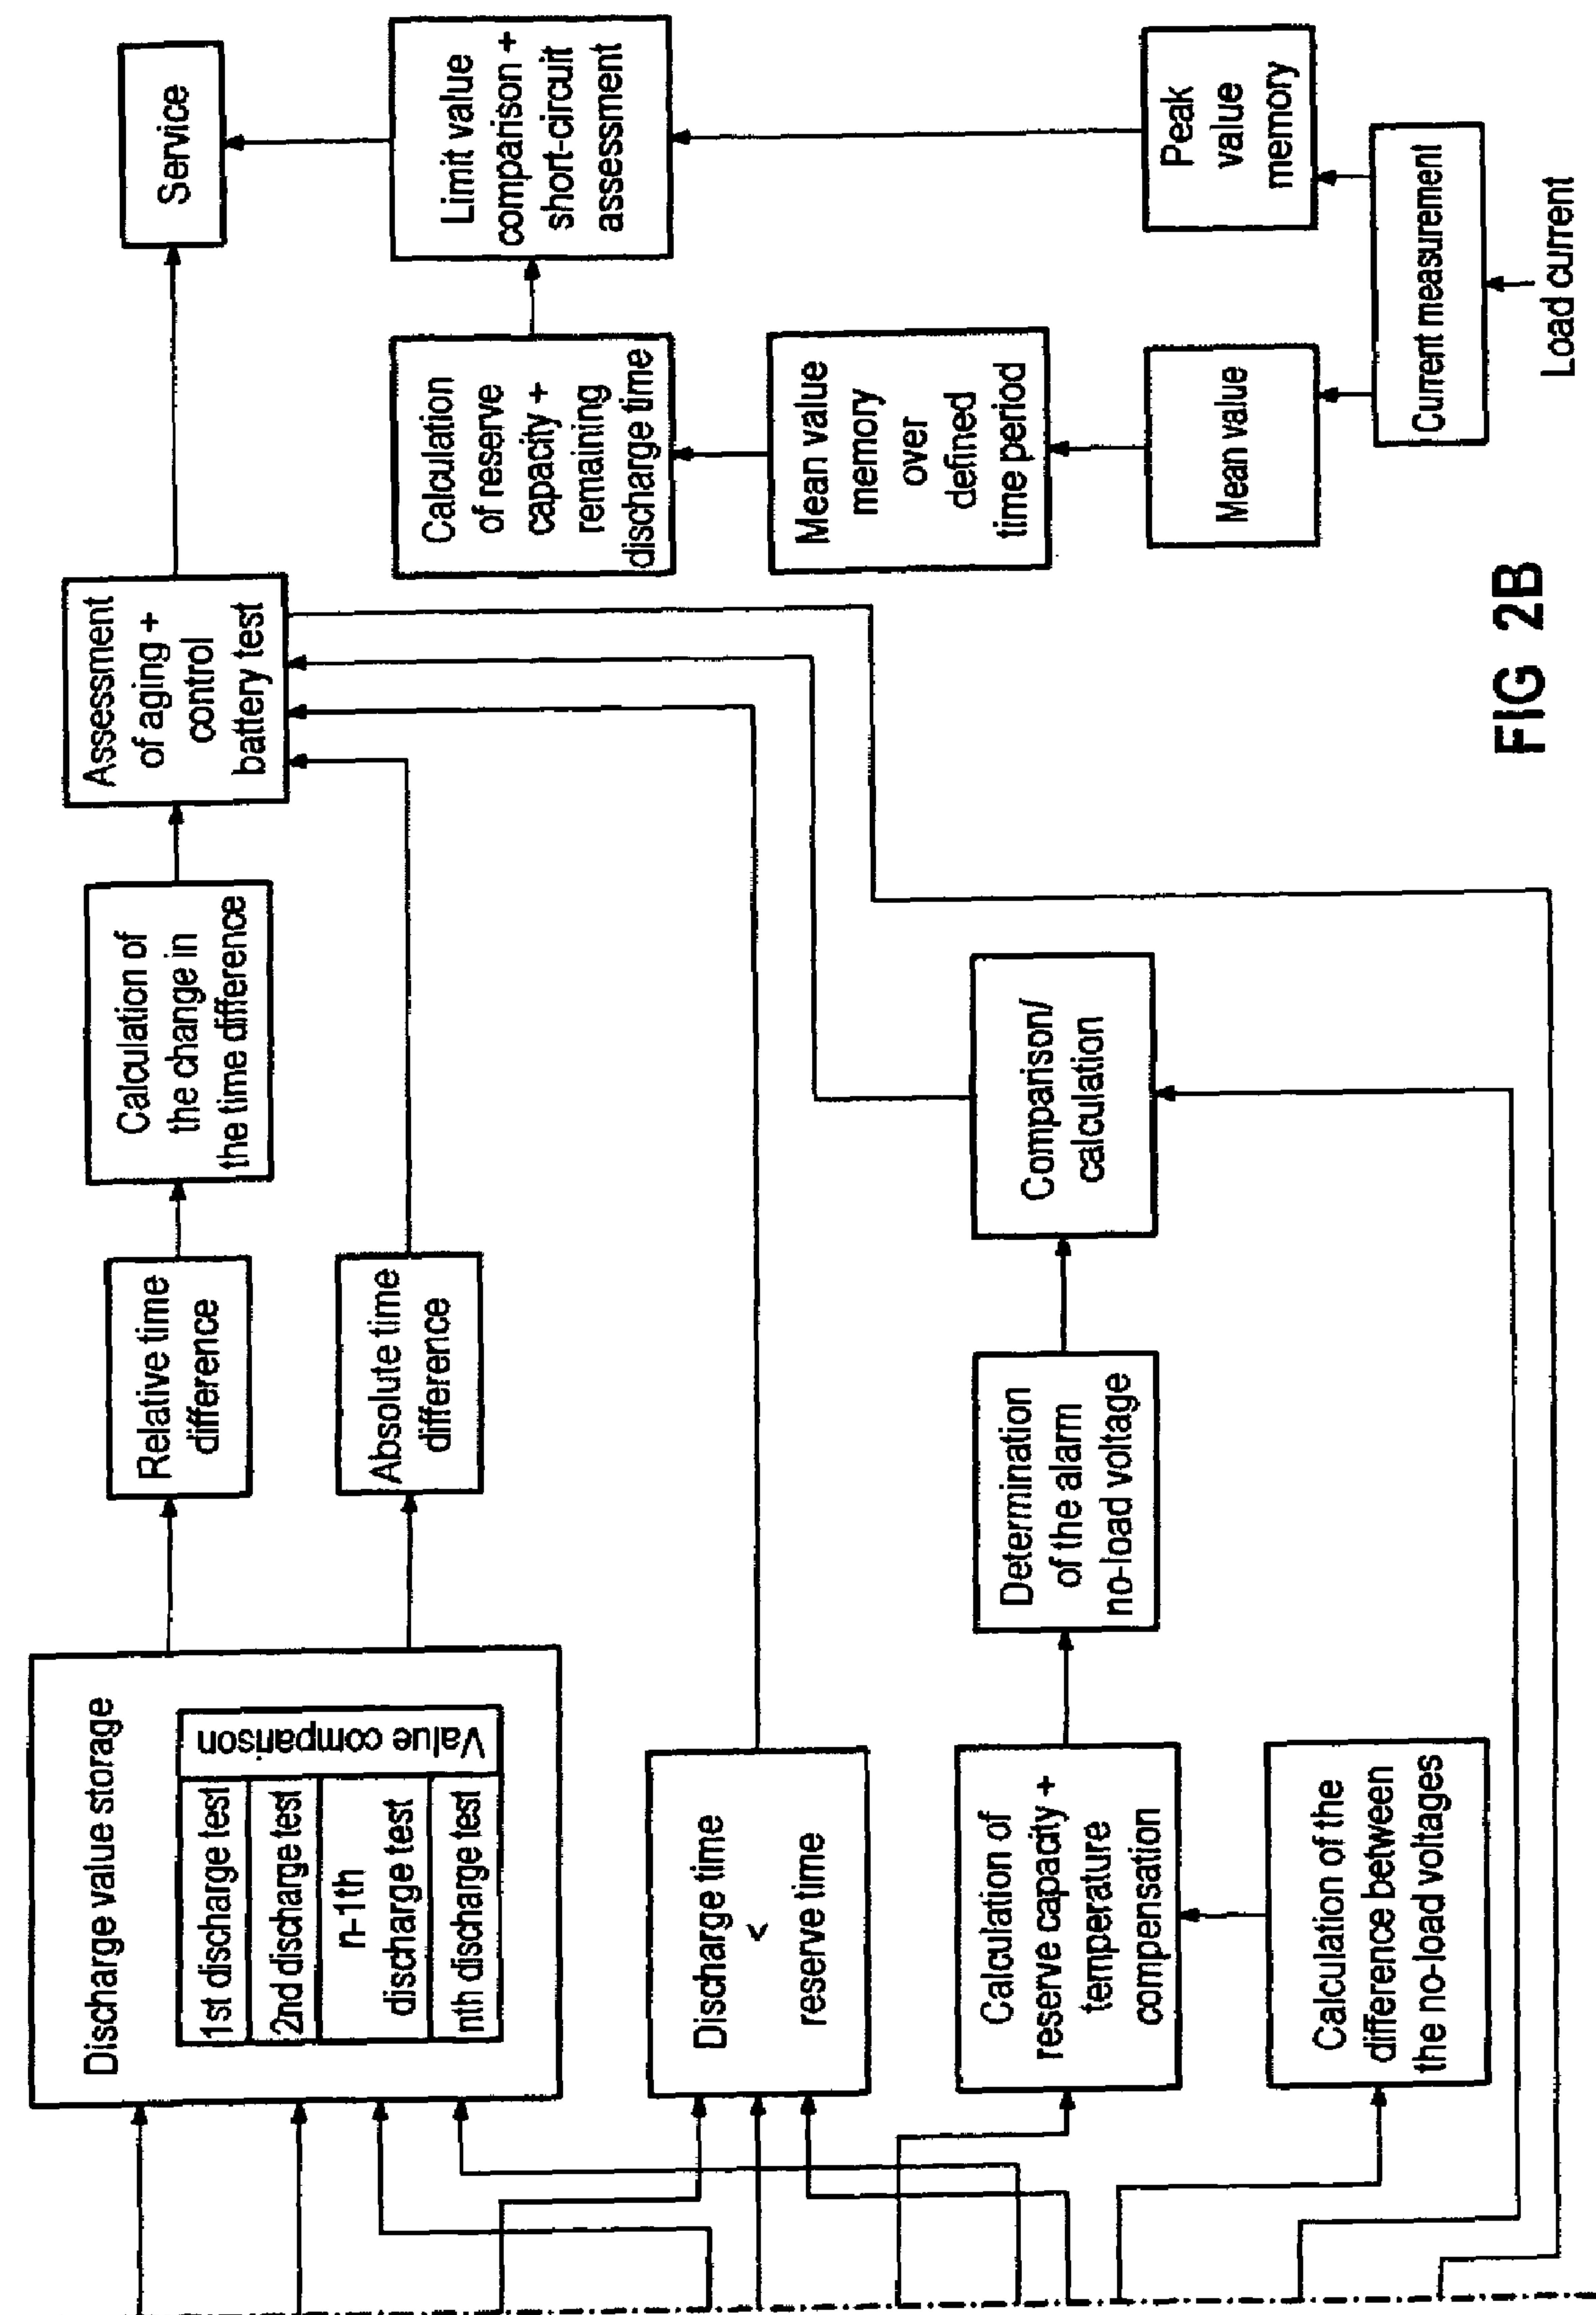 Discharge value storage
1st discharge test
2nd discharge test
n-1th
discharge test
nth discharge test
Value comparison
Relative time
difference
Calculation of
the change in
the time difference
Assessment
of aging +
control
battery test
Service
Absolute time
difference
Limit value
comparison +
short-circuit
assessment
Calculation
of reserve
capacity +
remaining
discharge time
Discharge time
<
reserve time
Mean value
memory
over
defined
time period
Calculation of
reserve capacity +
temperature
compensation
Determination
of the alarm
no-load voltage
Comparison/
calculation
Peak
value
memory
Mean value
Calculation of the
difference between
the no-load voltages
Current measurement
Load current
FIG 2B